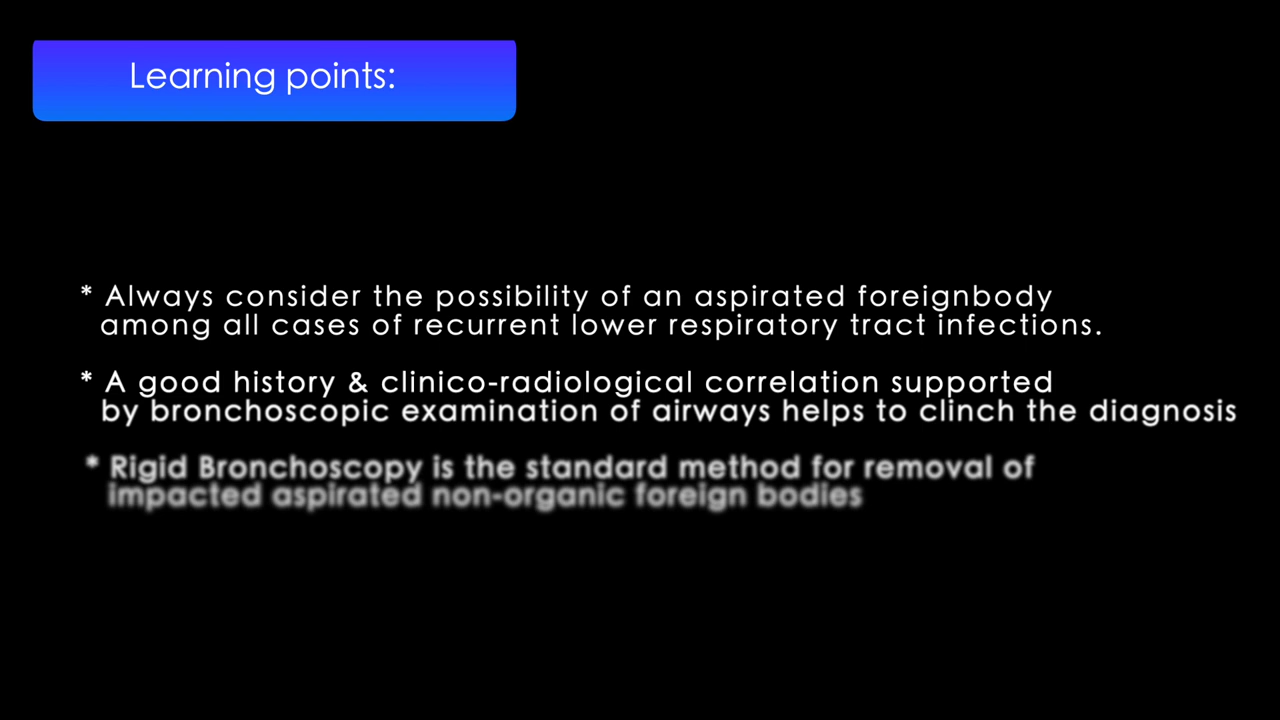 Learning points:
* Always consider the possibility of an aspirated foreignbody
among all cases of recurrent lower respiratory tract infections.
* A good history & clinico-radiological correlation supported
by bronchoscopic examination of airways helps to clinch the diagnosis
* Rigid Bronchoscopy is the standard method for removal of
impacted aspirated non-organic foreign bodies